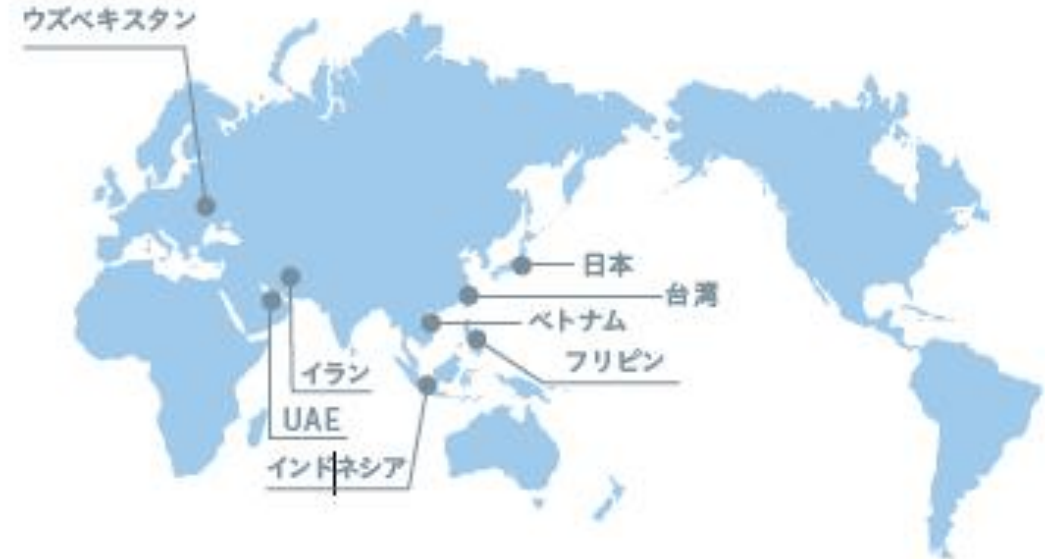 ウズベキスタン
日本
台湾
ベトナム
フリピン
イラン
UAE
インドネシア